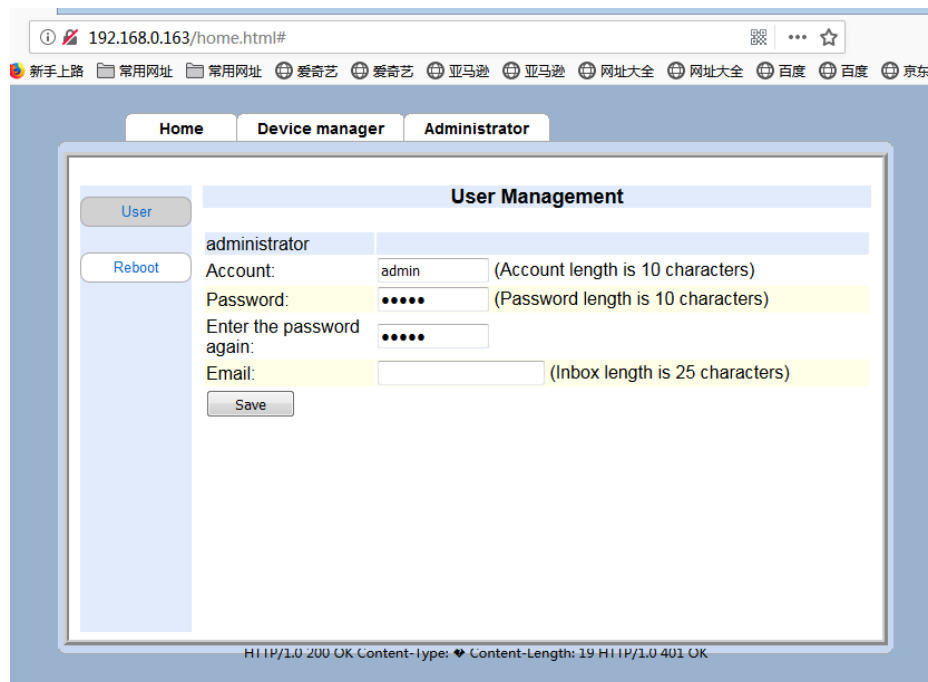 192.168.0.163/home.html#
新手上路 常用网址 常用网址 爱奇艺 爱奇艺 亚马逊 亚马逊 网址大全 网址大全 百度 百度 京东
Home Device manager Administrator
User Management
User
administrator
Reboot
Account: admin (Account length is 10 characters)
Password: ••••• (Password length is 10 characters)
Enter the password
again: •••••
Email: (Inbox length is 25 characters)
Save
HTTP/1.0 200 OK Content-Type: � Content-Length: 19 HTTP/1.0 401 OK